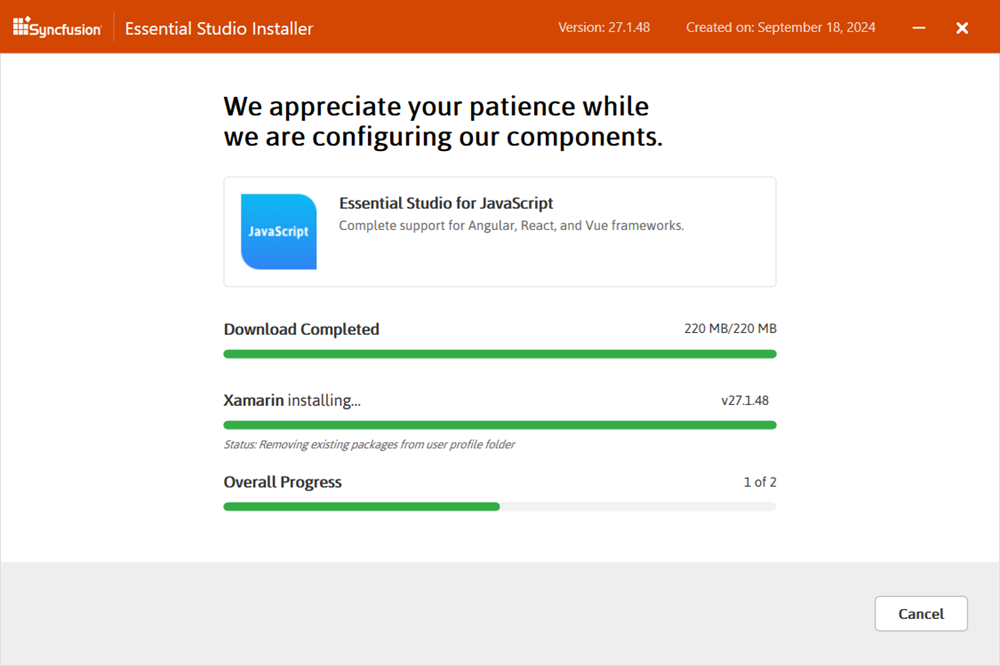 Syncfusion Essential Studio Installer Version: 27.1.48 Created on: September 18, 2024
We appreciate your patience while
we are configuring our components.
JavaScript
Essential Studio for JavaScript
Complete support for Angular, React, and Vue frameworks.
Download Completed 220 MB/220 MB
Xamarin installing... v27.1.48
Status: Removing existing packages from user profile folder
Overall Progress 1 of 2
Cancel